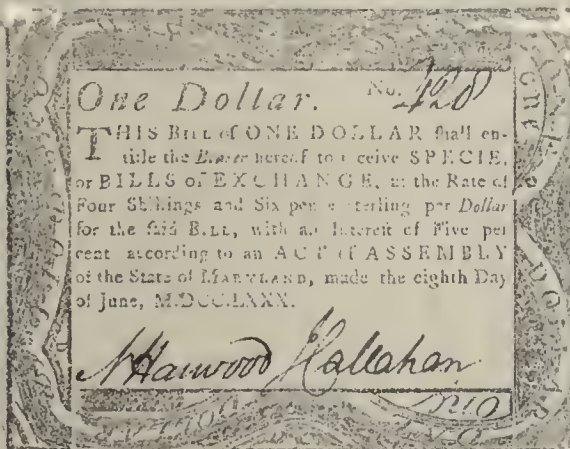 One Dollar. No. 428
THIS BILL of ONE DOLLAR shall en-
title the Bearer hereof to receive SPECIE,
or BILLS of EXCHANGE, at the Rate of
Four Shillings and Six pence sterling per Dollar
for the said BILL, with an Interest of Five per
cent according to an ACT of ASSEMBLY
of the State of MARYLAND, made the eighth Day
of June, M.DCC.LXXX.
N Harwood J Callahan